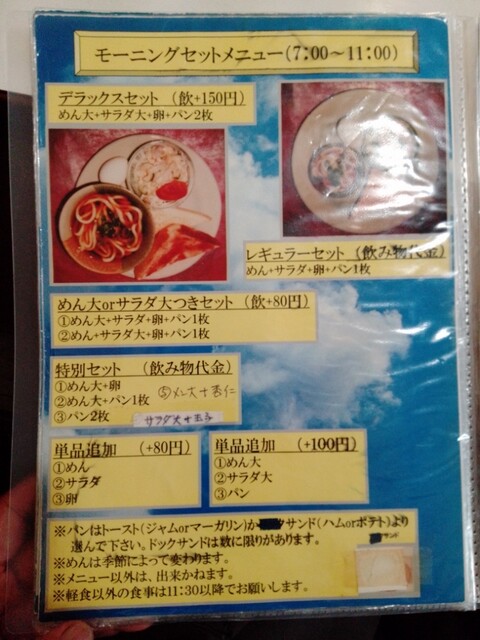 モーニングセットメニュー(7:00～11:00)
デラックスセット (飲+150円)
めん大+サラダ大+卵+パン2枚
レギュラーセット (飲み物代金)
めん+サラダ+卵+パン1枚
めん大orサラダ大つきセット (飲+80円)
①めん大+サラダ+卵+パン1枚
②めん+サラダ大+卵+パン1枚
特別セット (飲み物代金)
①めん大+卵
②めん大+パン1枚
③パン2枚
⑤メン大+杏仁
サラダ大+
単品追加 (+80円)
①めん
②サラダ
③卵
単品追加 (+100円)
①めん大
②サラダ大
③パン
※パンはトースト(ジャムorマーガリン)か サンド(ハムorポテト)より
選んで下さい。ドックサンドは数に限りがあります。
サンド
※めんは季節によって変わります。
※メニュー以外は、出来かねます。
※軽食以外の食事は11:30以降でお願いします。